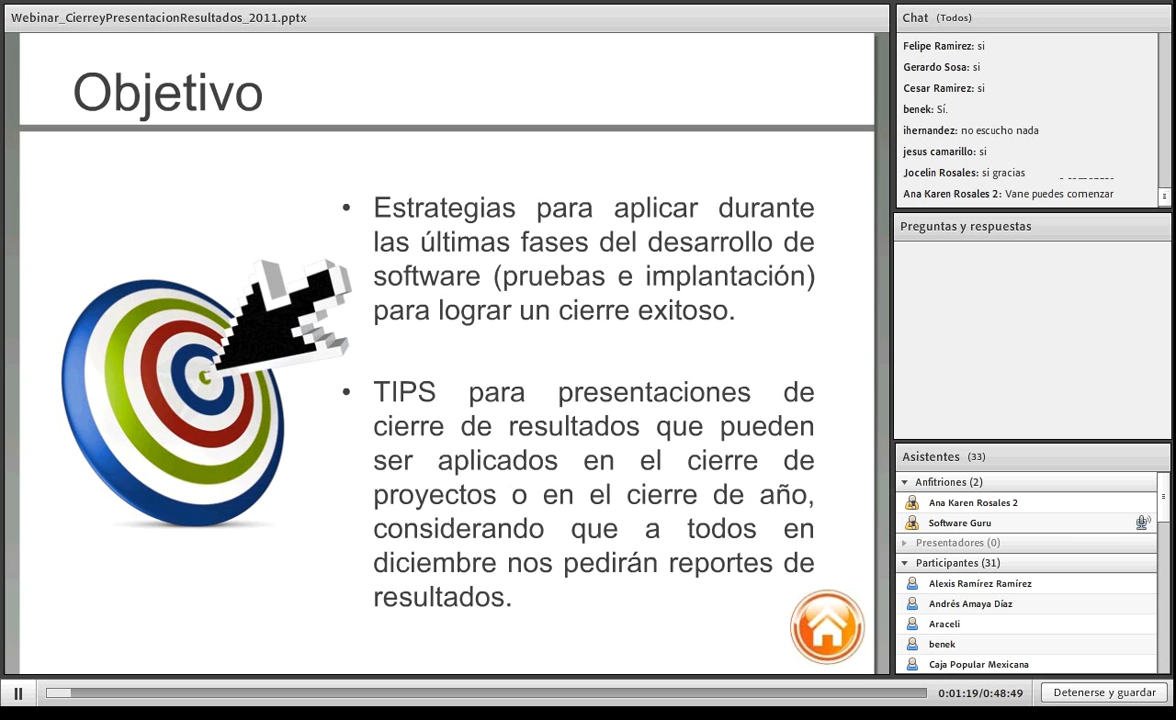 Webinar_CierreyPresentacionResultados_2011.pptx
Objetivo
• Estrategias para aplicar durante
las últimas fases del desarrollo de
software (pruebas e implantación)
para lograr un cierre exitoso.
• TIPS para presentaciones de
cierre de resultados que pueden
ser aplicados en el cierre de
proyectos o en el cierre de año,
considerando que a todos en
diciembre nos pedirán reportes de
resultados.
Chat (Todos)
Felipe Ramirez: si
Gerardo Sosa: si
Cesar Ramirez: si
benek: Sí.
ihernandez: no escucho nada
jesus camarillo: si
Jocelin Rosales: si gracias
Ana Karen Rosales 2: Vane puedes comenzar
Preguntas y respuestas
Asistentes (33)
Anfitriones (2)
Ana Karen Rosales 2
Software Guru
Presentadores (0)
Participantes (31)
Alexis Ramírez Ramírez
Andrés Amaya Díaz
Araceli
benek
Caja Popular Mexicana
0:01:19/0:48:49
Detenerse y guardar